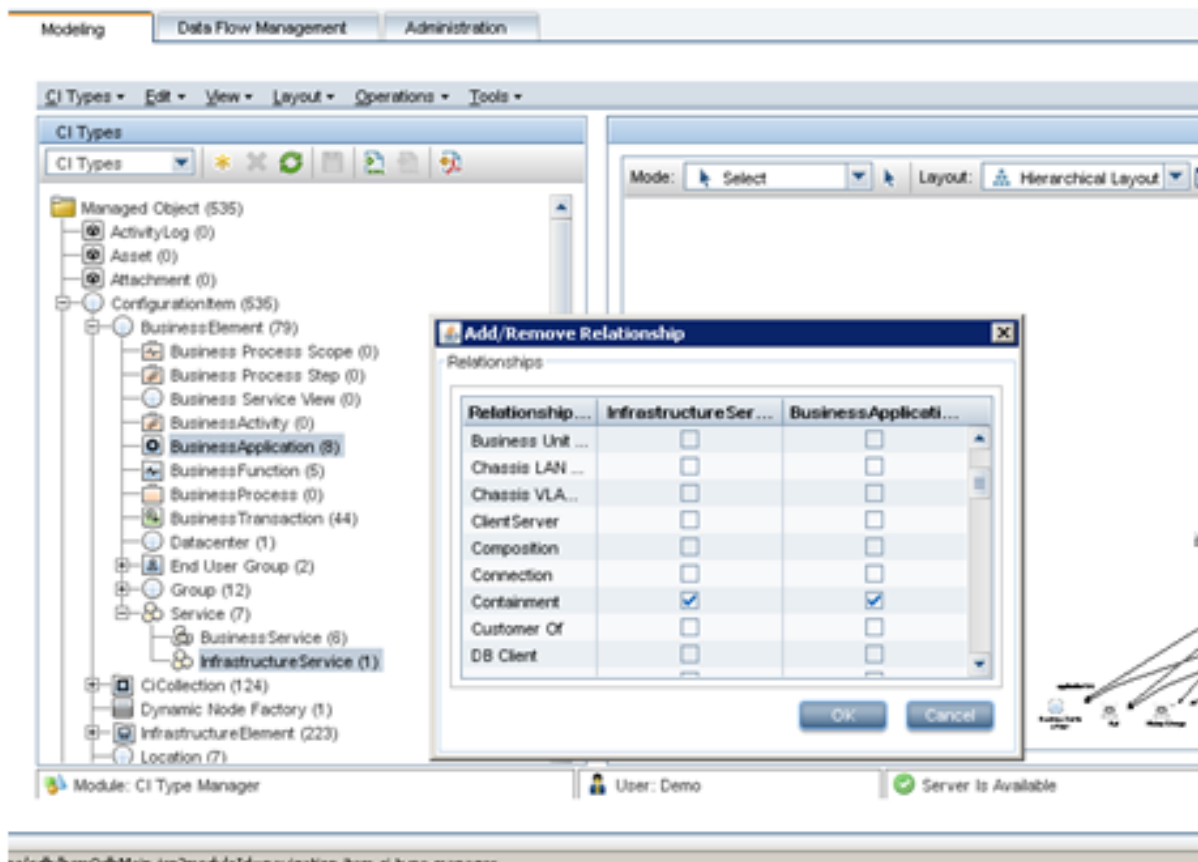 Modeling Data Flow Management Administration
CI Types Edit View Layout Operations Tools
CI Types
CI Types
Mode: Select Layout: Hierarchical Layout
Managed Object (535)
ActivityLog (0)
Asset (0)
Attachment (0)
ConfigurationItem (535)
BusinessElement (79)
Business Process Scope (0)
Business Process Step (0)
Business Service View (0)
BusinessActivity (0)
BusinessApplication (8)
BusinessFunction (5)
BusinessProcess (0)
BusinessTransaction (44)
Datacenter (1)
End User Group (2)
Group (12)
Service (7)
BusinessService (6)
InfrastructureService (1)
CiCollection (124)
Dynamic Node Factory (1)
InfrastructureElement (223)
Location (7)
Add/Remove Relationship
Relationships
Relationship... InfrastructureSer... BusinessApplicati...
Business Unit ...
Chassis LAN ...
Chassis VLA...
ClientServer
Composition
Connection
Containment
Customer Of
DB Client
OK Cancel
Module: CI Type Manager User: Demo Server Is Available